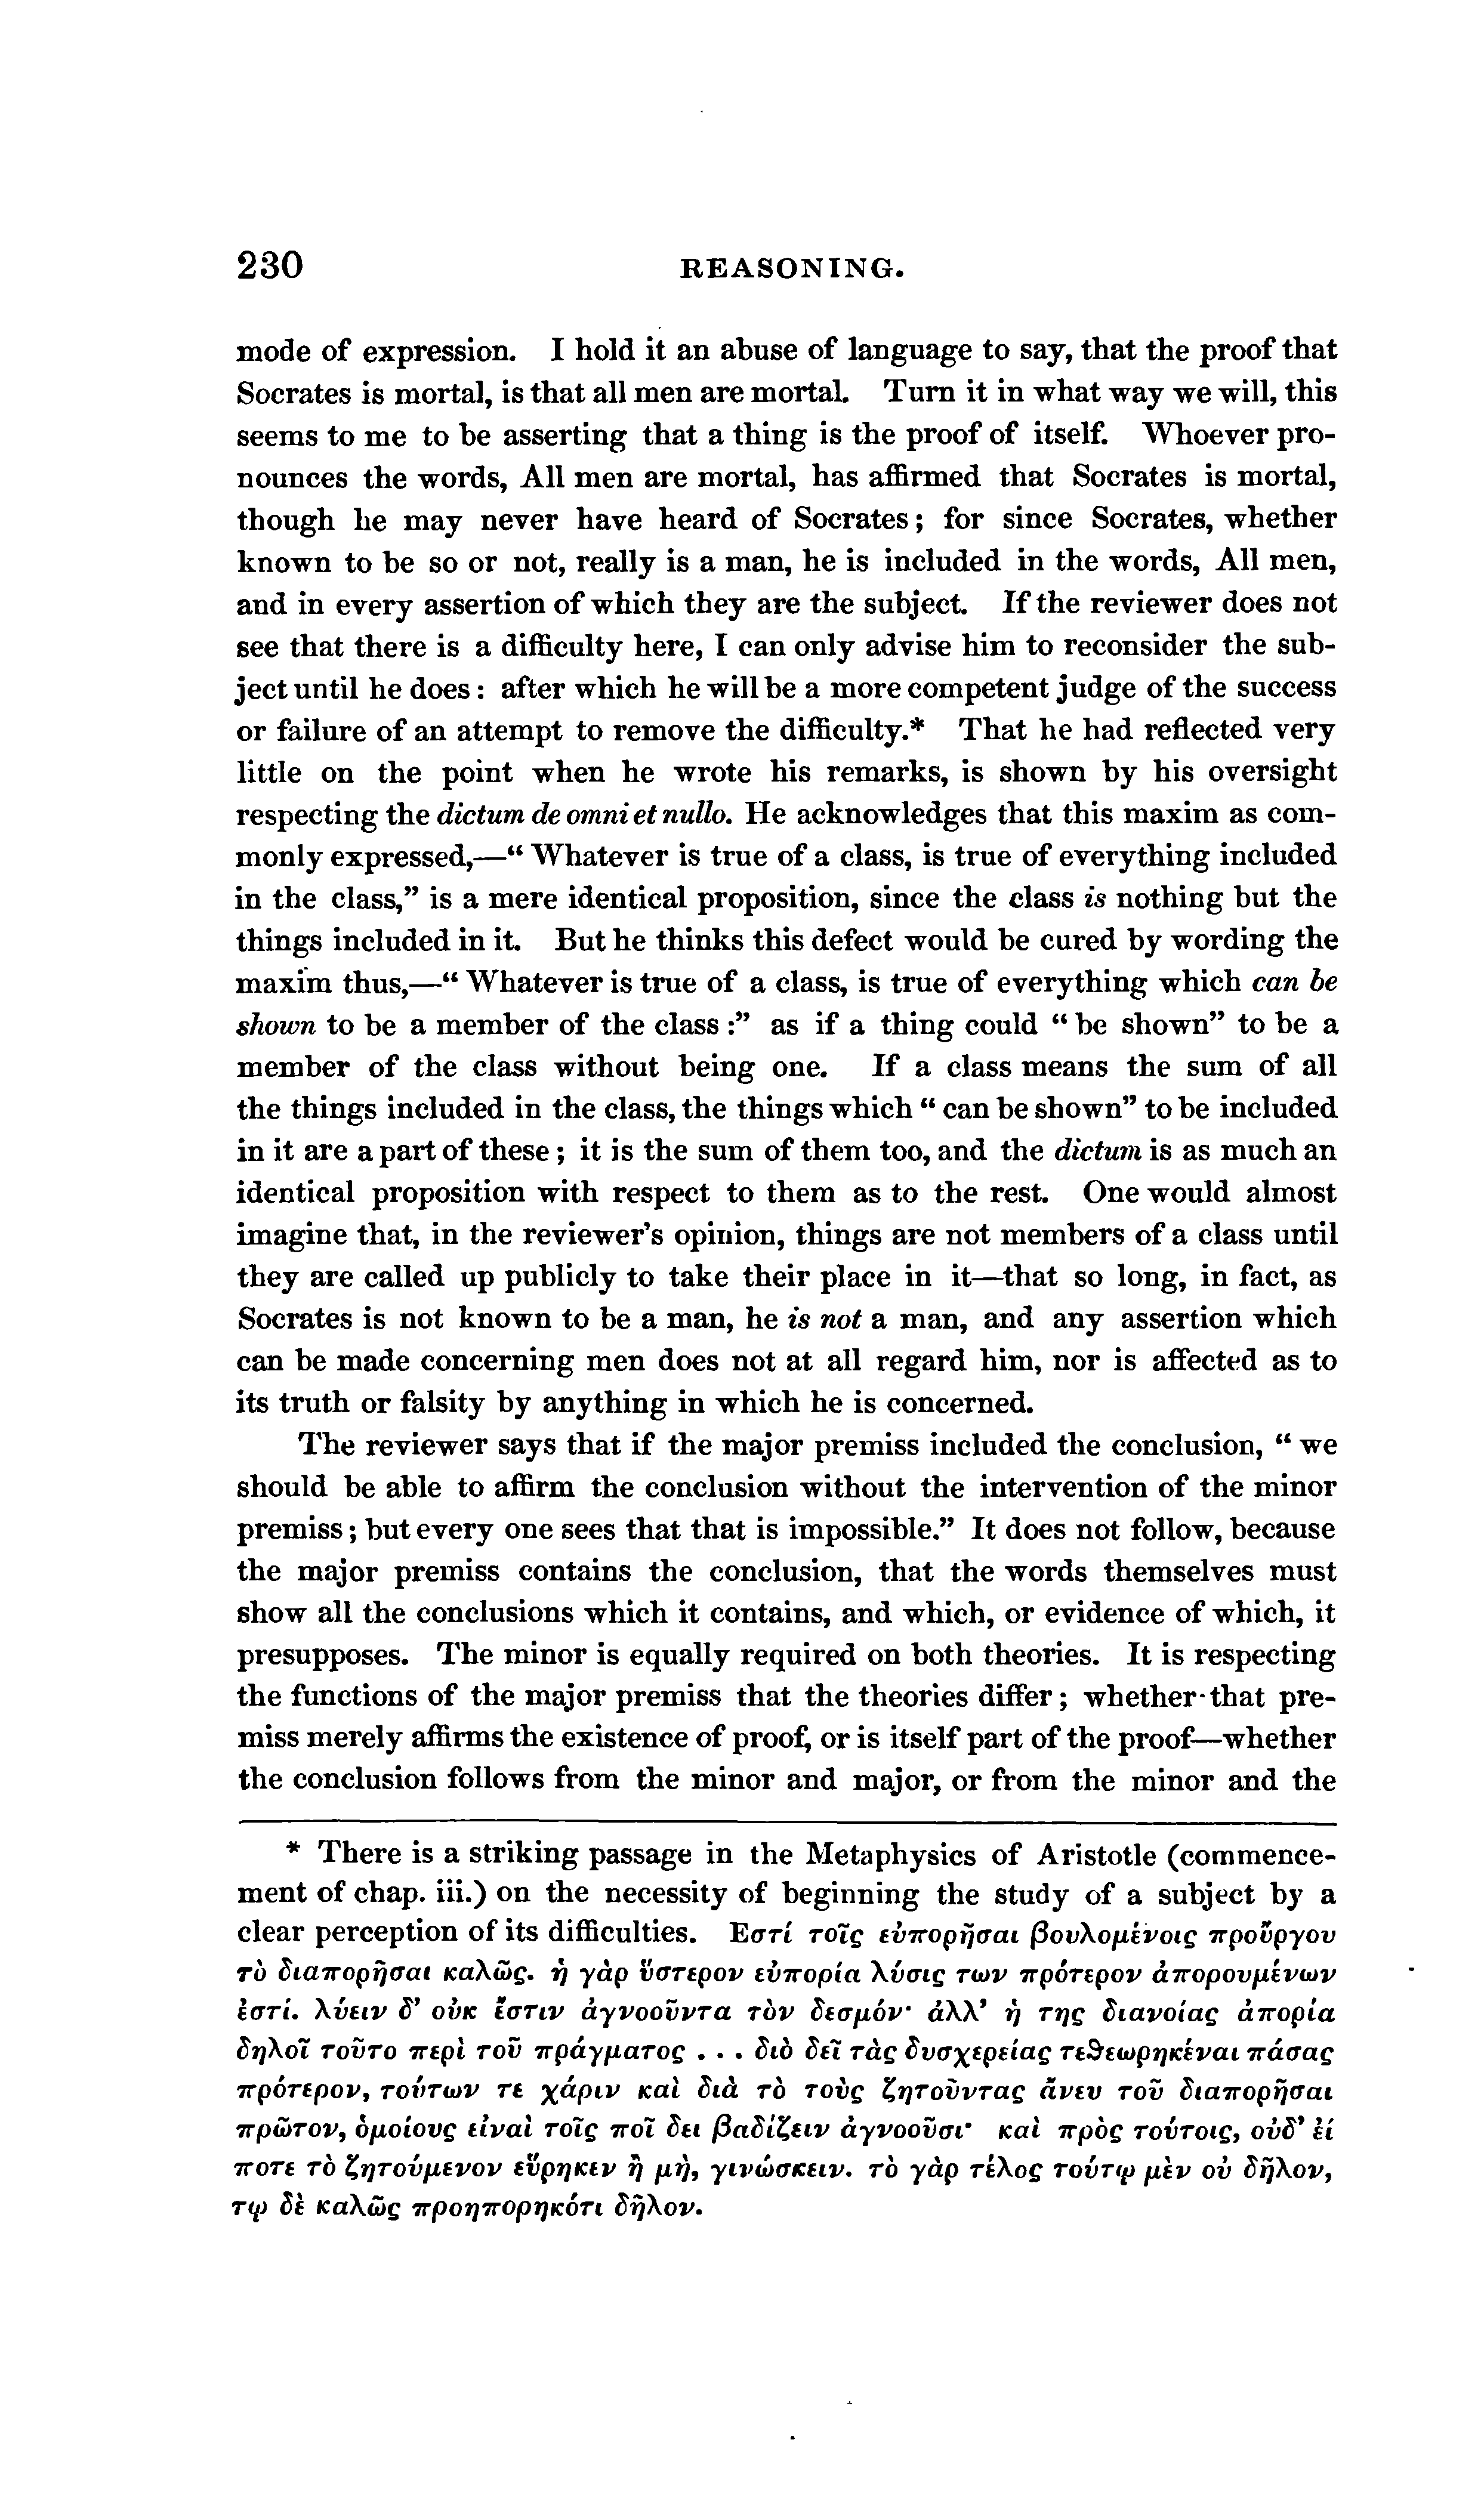 230 REASONING.
mode of expression. I hold it an abuse of language to say, that the proof that
Socrates is mortal, is that all men are mortal. Turn it in what way we will, this
seems to me to be asserting that a thing is the proof of itself. Whoever pro-
nounces the words, All men are mortal, has affirmed that Socrates is mortal,
though he may never have heard of Socrates; for since Socrates, whether
known to be so or not, really is a man, he is included in the words, All men,
and in every assertion of which they are the subject. If the reviewer does not
see that there is a difficulty here, I can only advise him to reconsider the sub-
ject until he does: after which he will be a more competent judge of the success
or failure of an attempt to remove the difficulty.* That he had reflected very
little on the point when he wrote his remarks, is shown by his oversight
respecting the dictum de omni et nullo. He acknowledges that this maxim as com-
monly expressed,—“Whatever is true of a class, is true of everything included
in the class,” is a mere identical proposition, since the class is nothing but the
things included in it. But he thinks this defect would be cured by wording the
maxim thus,—“Whatever is true of a class, is true of everything which can be
shown to be a member of the class:” as if a thing could “be shown” to be a
member of the class without being one. If a class means the sum of all
the things included in the class, the things which “can be shown” to be included
in it are a part of these; it is the sum of them too, and the dictum is as much an
identical proposition with respect to them as to the rest. One would almost
imagine that, in the reviewer's opinion, things are not members of a class until
they are called up publicly to take their place in it—that so long, in fact, as
Socrates is not known to be a man, he is not a man, and any assertion which
can be made concerning men does not at all regard him, nor is affected as to
its truth or falsity by anything in which he is concerned.
The reviewer says that if the major premiss included the conclusion, “we
should be able to affirm the conclusion without the intervention of the minor
premiss; but every one sees that that is impossible.” It does not follow, because
the major premiss contains the conclusion, that the words themselves must
show all the conclusions which it contains, and which, or evidence of which, it
presupposes. The minor is equally required on both theories. It is respecting
the functions of the major premiss that the theories differ; whether that pre-
miss merely affirms the existence of proof, or is itself part of the proof—whether
the conclusion follows from the minor and major, or from the minor and the
* There is a striking passage in the Metaphysics of Aristotle (commence-
ment of chap. iii.) on the necessity of beginning the study of a subject by a
clear perception of its difficulties. Εστί τοῖς εὐπορῆσαι βουλομένοις προὔργου
τὸ διαπορῆσαι καλῶς. ἡ γὰρ ὕστερον εὐπορία λύσις των πρότερον ἀπορουμένων
ἐστί. λύειν δ' οὐκ ἔστιν ἀγνοοῦντα τὸν δεσμόν· ἀλλ' ἡ της διανοίας ἀπορία
δηλοῖ τοῦτο περὶ τοῦ πράγματος ... διὸ δεῖ τὰς δυσχερείας τεϑεωρηκέναι πάσας
πρότερον, τούτων τε χάριν καὶ διὰ τὸ τοὺς ζητοῦντας ἄνευ τοῦ διαπορῆσαι
πρῶτον, ὁμοίους εἰναὶ τοῖς ποῖ δει βαδίζειν ἀγνοοῦσι· καὶ πρὸς τούτοις, οὐδ' ἐί
ποτε τὸ ζητούμενον εὕρηκεν ἢ μὴ, γινώσκειν. τὸ γὰρ τέλος τούτῳ μὲν οὐ δῆλον,
τῳ δὲ καλῶς προηπορηκότι δῆλον.